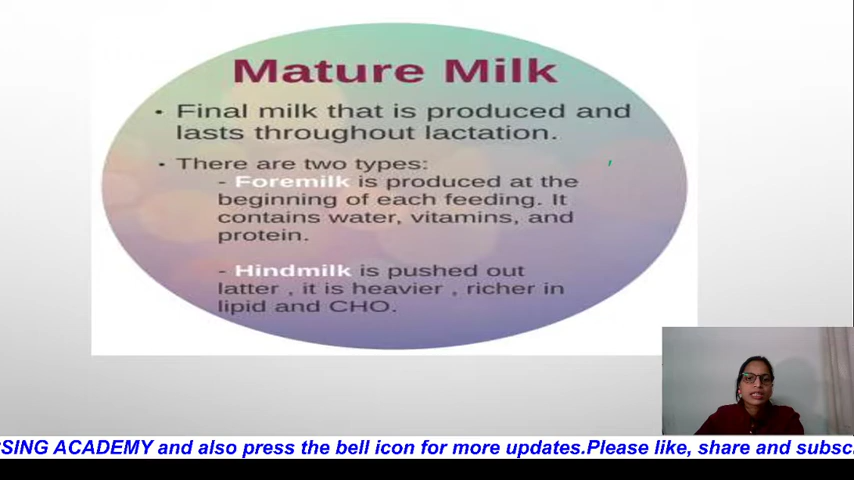 Mature Milk
• Final milk that is produced and
lasts throughout lactation.
• There are two types:
- Foremilk is produced at the
beginning of each feeding. It
contains water, vitamins, and
protein.
- Hindmilk is pushed out
latter , it is heavier , richer in
lipid and CHO.
SING ACADEMY and also press the bell icon for more updates.Please like, share and subsc